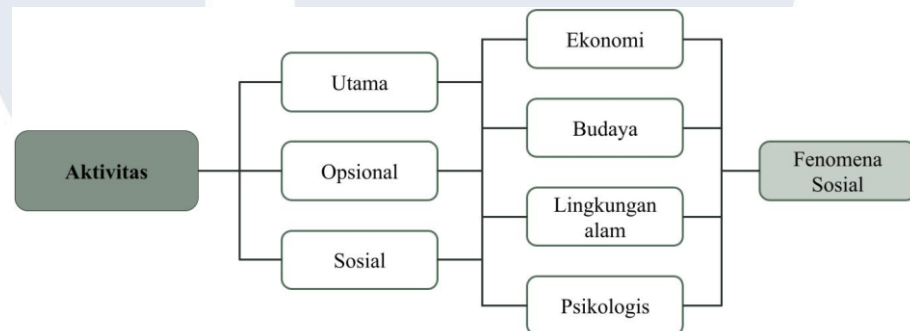 Aktivitas
Utama
Opsional
Sosial
Ekonomi
Budaya
Lingkungan
alam
Psikologis
Fenomena
Sosial